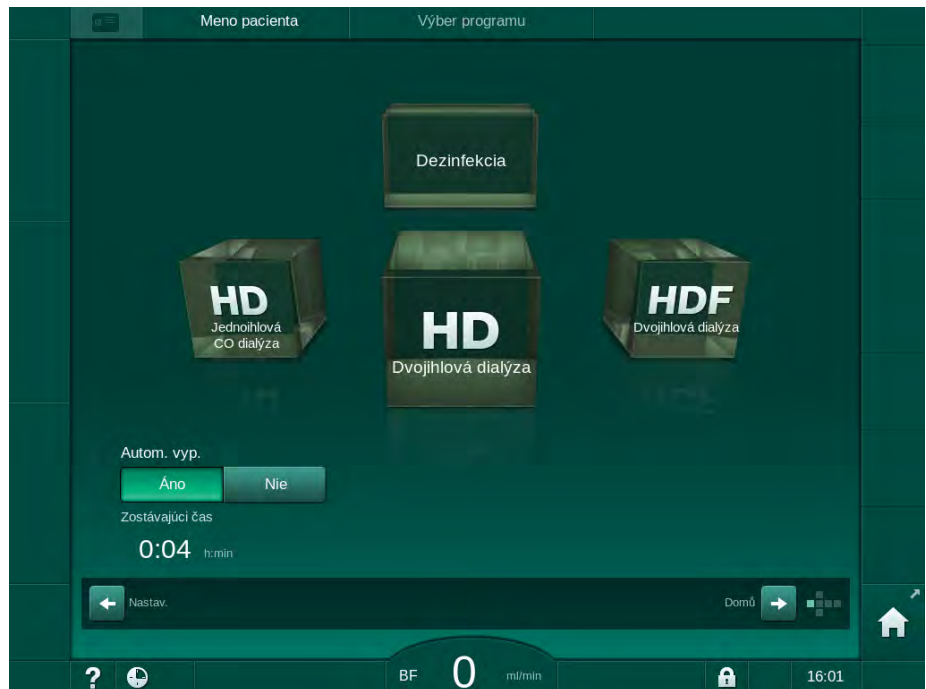 Meno pacienta
Výber programu
Dezinfekcia
HD
Jednoihlová
CO dialýza
HD
Dvojihlová dialýza
HDF
Dvojihlová dialýza
Autom. vyp.
Áno
Nie
Zostávajúci čas
0:04 h:min
Nastav.
Domů
?
BF 0 ml/min
16:01